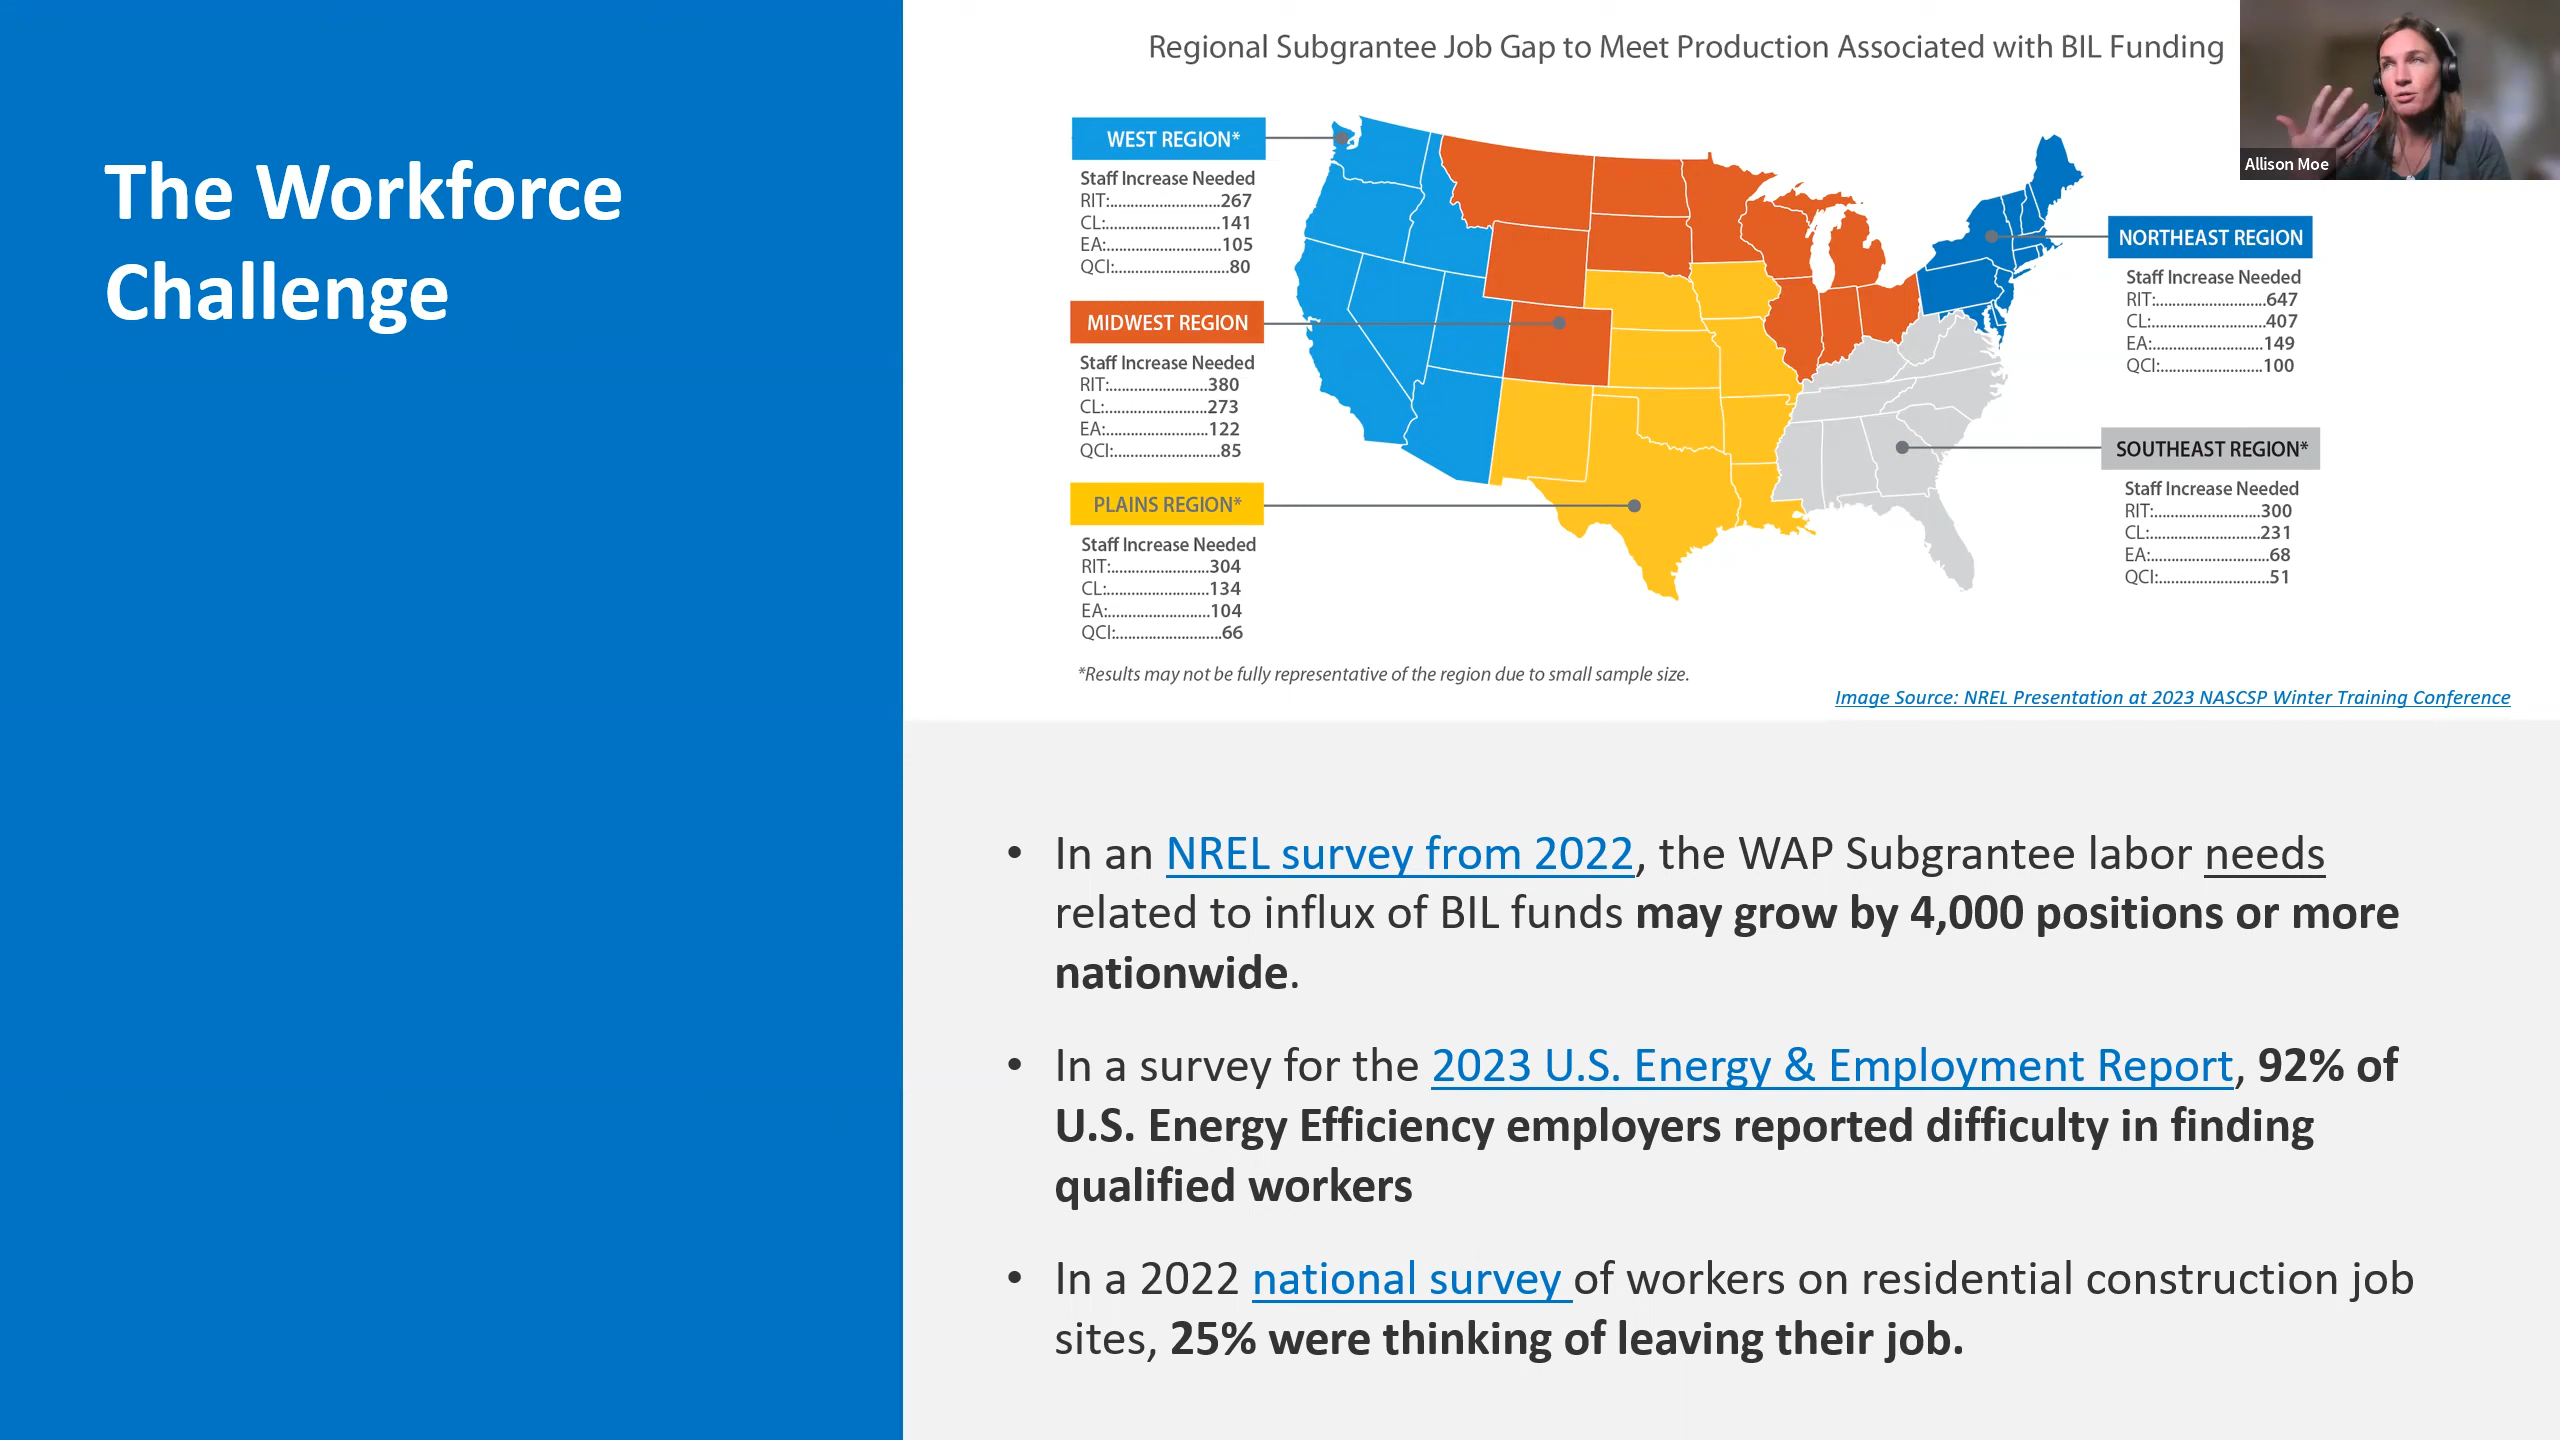 The Workforce
Challenge
Regional Subgrantee Job Gap to Meet Production Associated with BIL Funding
Allison Moe
WEST REGION*
Staff Increase Needed
RIT:..........................267
CL:...........................141
EA:...........................105
QCI:...........................80
MIDWEST REGION
Staff Increase Needed
RIT:.......................380
CL:........................273
EA:........................122
QCI:........................85
PLAINS REGION*
Staff Increase Needed
RIT:.......................304
CL:........................134
EA:........................104
QCI:........................66
NORTHEAST REGION
Staff Increase Needed
RIT:..........................647
CL:...........................407
EA:..........................149
QCI:........................100
SOUTHEAST REGION*
Staff Increase Needed
RIT:.........................300
CL:..........................231
EA:...........................68
QCI:..........................51
*Results may not be fully representative of the region due to small sample size.
Image Source: NREL Presentation at 2023 NASCSP Winter Training Conference
• In an NREL survey from 2022, the WAP Subgrantee labor needs
related to influx of BIL funds may grow by 4,000 positions or more
nationwide.
• In a survey for the 2023 U.S. Energy & Employment Report, 92% of
U.S. Energy Efficiency employers reported difficulty in finding
qualified workers
• In a 2022 national survey of workers on residential construction job
sites, 25% were thinking of leaving their job.